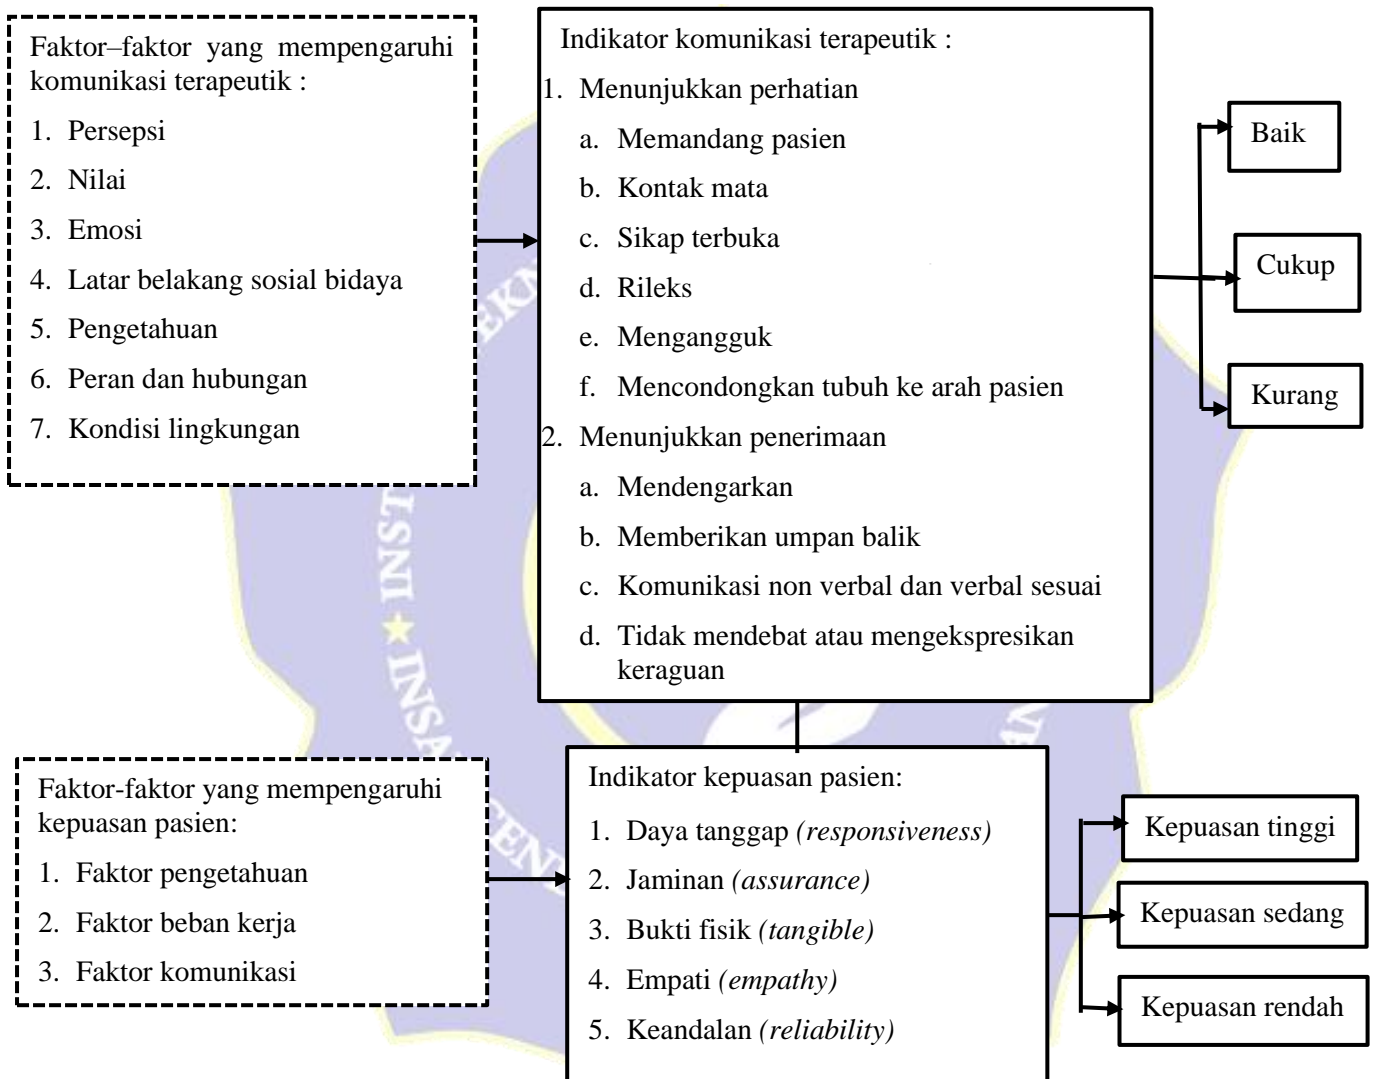 Faktor–faktor yang mempengaruhi
komunikasi terapeutik :
1. Persepsi
2. Nilai
3. Emosi
4. Latar belakang sosial bidaya
5. Pengetahuan
6. Peran dan hubungan
7. Kondisi lingkungan
Indikator komunikasi terapeutik :
1. Menunjukkan perhatian
a. Memandang pasien
b. Kontak mata
c. Sikap terbuka
d. Rileks
e. Mengangguk
f. Mencondongkan tubuh ke arah pasien
2. Menunjukkan penerimaan
a. Mendengarkan
b. Memberikan umpan balik
c. Komunikasi non verbal dan verbal sesuai
d. Tidak mendebat atau mengekspresikan
keraguan
Baik
Cukup
Kurang
Faktor-faktor yang mempengaruhi
kepuasan pasien:
1. Faktor pengetahuan
2. Faktor beban kerja
3. Faktor komunikasi
Indikator kepuasan pasien:
1. Daya tanggap (responsiveness)
2. Jaminan (assurance)
3. Bukti fisik (tangible)
4. Empati (empathy)
5. Keandalan (reliability)
Kepuasan tinggi
Kepuasan sedang
Kepuasan rendah